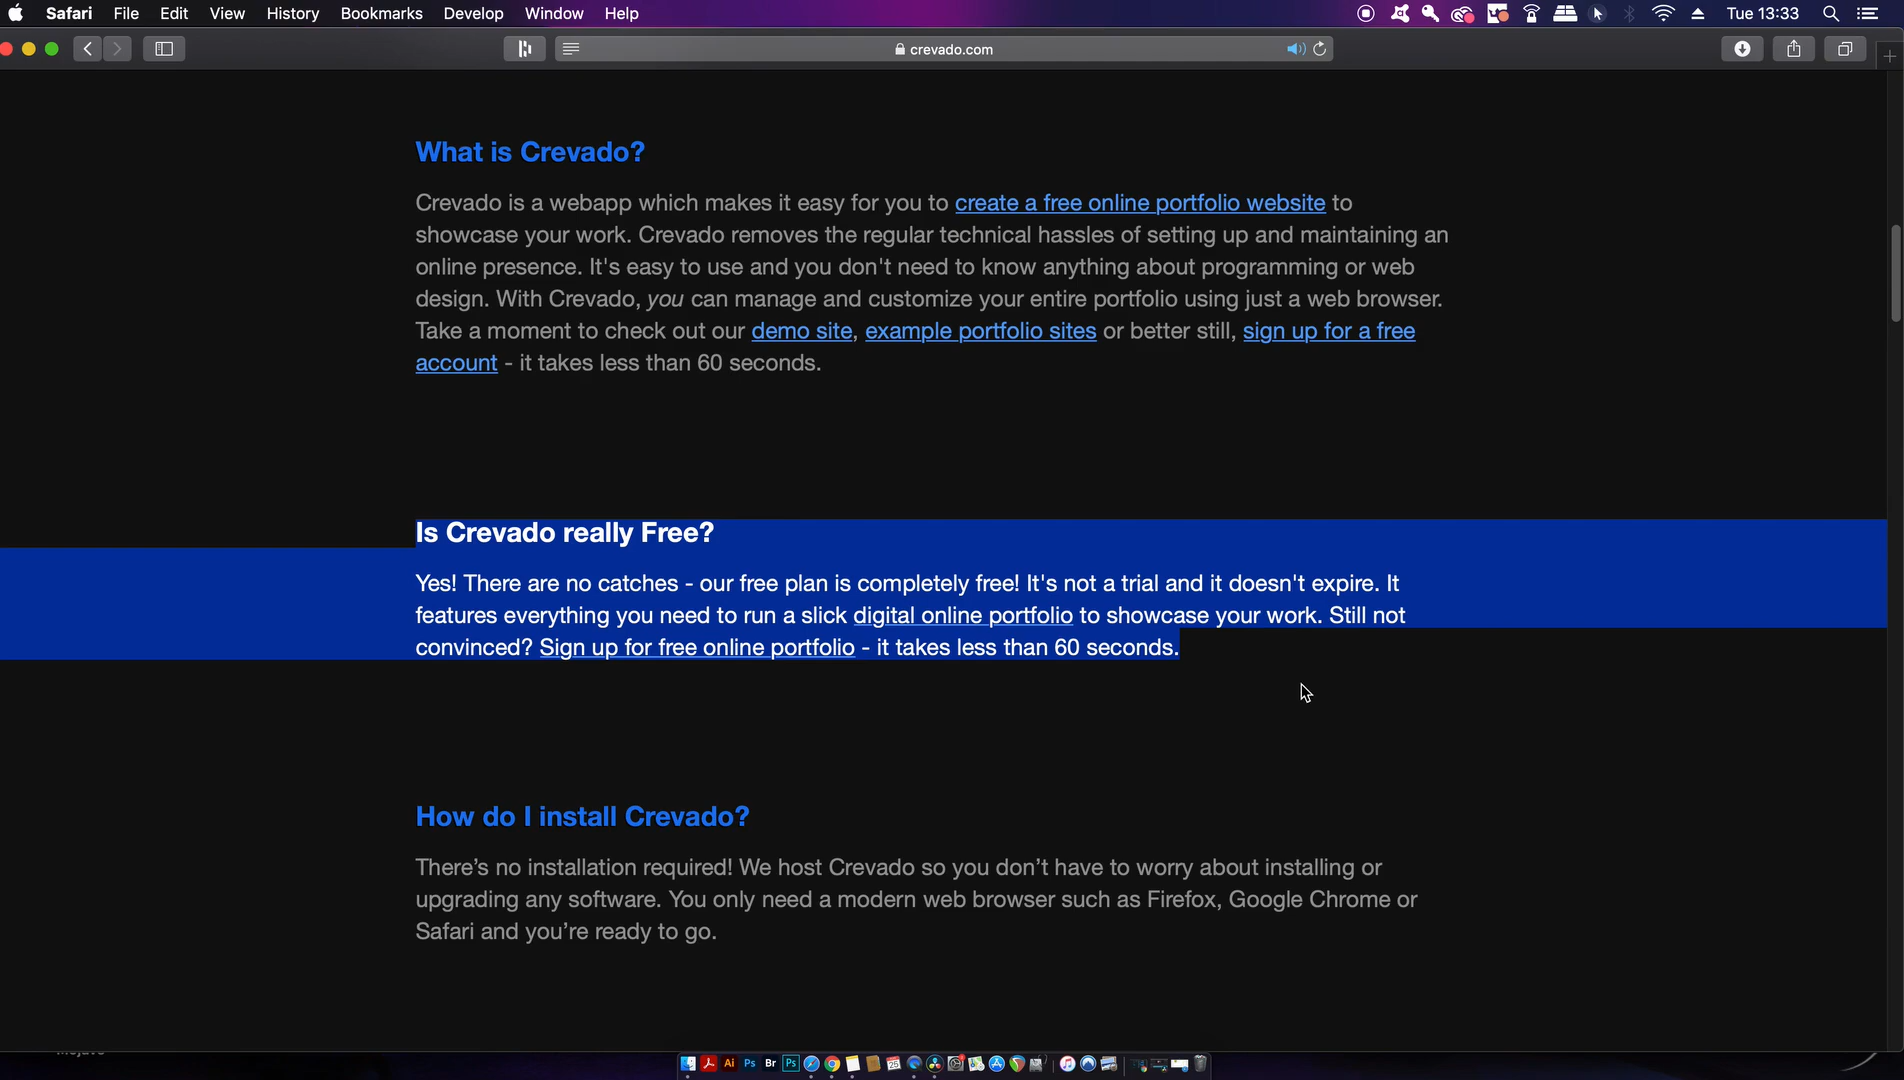 Safari File Edit View History Bookmarks Develop Window Help Tue 13:33
crevado.com
What is Crevado?
Crevado is a webapp which makes it easy for you to create a free online portfolio website to
showcase your work. Crevado removes the regular technical hassles of setting up and maintaining an
online presence. It's easy to use and you don't need to know anything about programming or web
design. With Crevado, you can manage and customize your entire portfolio using just a web browser.
Take a moment to check out our demo site, example portfolio sites or better still, sign up for a free
account - it takes less than 60 seconds.
Is Crevado really Free?
Yes! There are no catches - our free plan is completely free! It's not a trial and it doesn't expire. It
features everything you need to run a slick digital online portfolio to showcase your work. Still not
convinced? Sign up for free online portfolio - it takes less than 60 seconds.
How do I install Crevado?
There’s no installation required! We host Crevado so you don’t have to worry about installing or
upgrading any software. You only need a modern web browser such as Firefox, Google Chrome or
Safari and you’re ready to go.
Ai Ps Br Ps